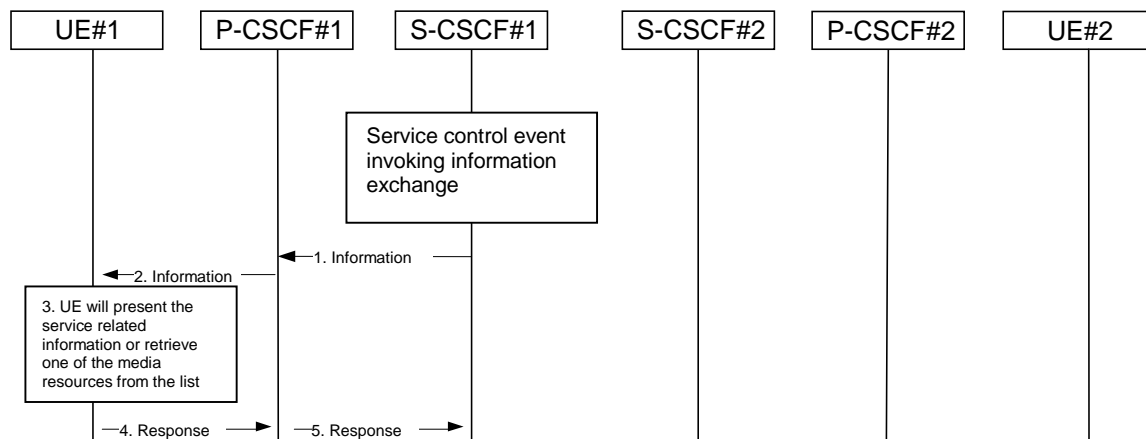 UE#1
P-CSCF#1
S-CSCF#1
S-CSCF#2
P-CSCF#2
UE#2
Service control event
invoking information
exchange
1. Information
2. Information
3. UE will present the
service related
information or retrieve
one of the media
resources from the list
4. Response
5. Response